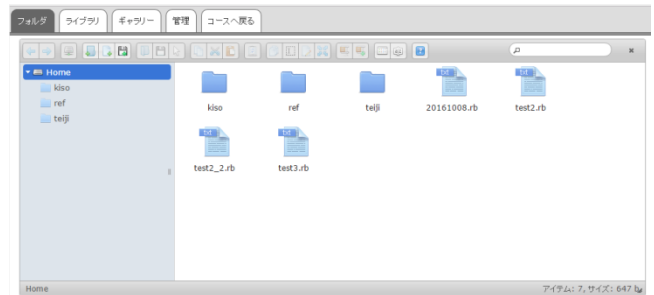 フォルダ ライブラリ ギャラリー 管理 コースへ戻る
Home
kiso
ref
teiji
kiso ref teiji 20161008.rb test2.rb
test2_2.rb test3.rb
Home アイテム: 7, サイズ: 647 b